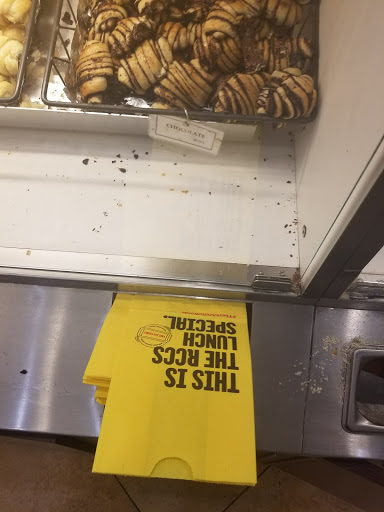 CHOCOLATE
THIS IS
THE RCCS
LUNCH
SPECIAL.